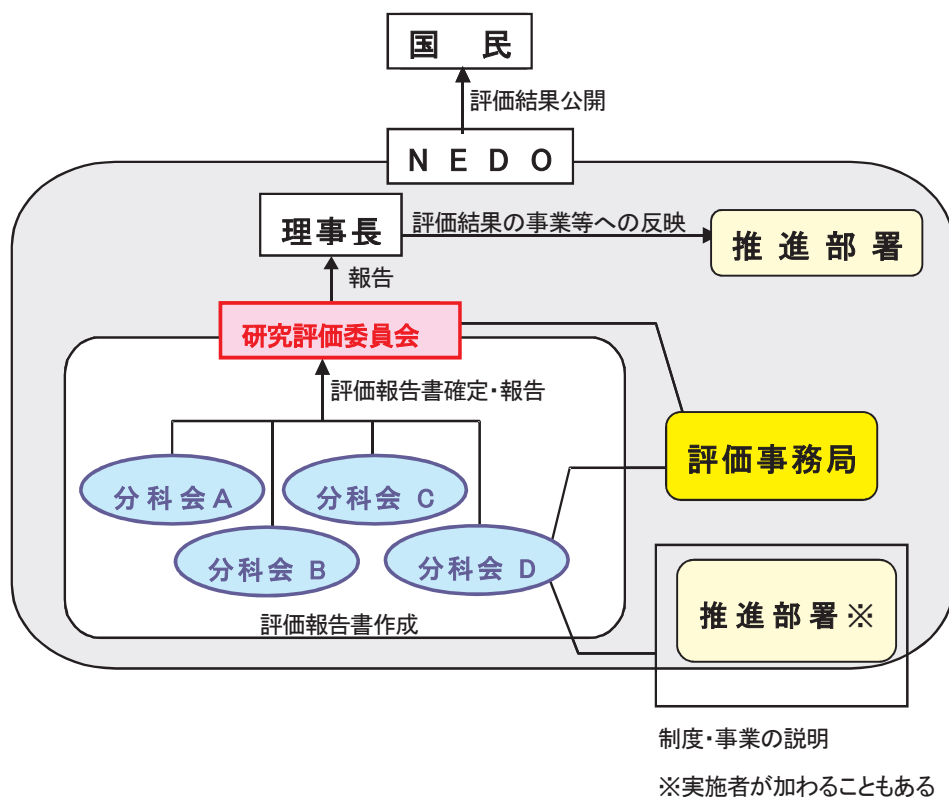 国 民
評価結果公開
N E D O
理事長
評価結果の事業等への反映
推進部署
報告
研究評価委員会
評価報告書確定・報告
評価事務局
分科会A
分科会 C
分科会 B
分科会 D
推進部署※
評価報告書作成
制度・事業の説明
※実施者が加わることもある